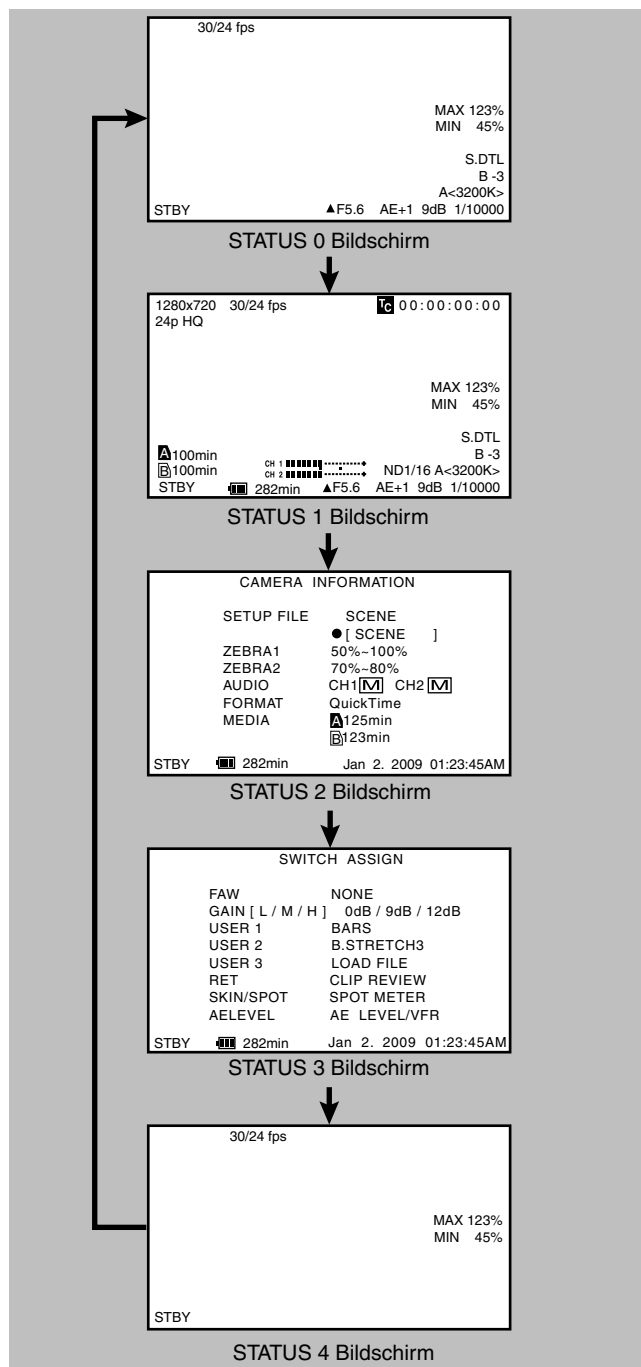 30/24 fps
MAX 123%
MIN 45%
S.DTL
B -3
A<3200K>
STBY ▲F5.6 AE+1 9dB 1/10000
STATUS 0 Bildschirm
1280x720 30/24 fps TC 00:00:00:00
24p HQ
MAX 123%
MIN 45%
S.DTL
A 100min B -3
B 100min CH 1 ND1/16 A<3200K>
CH 2
STBY 282min ▲F5.6 AE+1 9dB 1/10000
STATUS 1 Bildschirm
CAMERA INFORMATION
SETUP FILE SCENE
●[ SCENE ]
ZEBRA1 50%~100%
ZEBRA2 70%~80%
AUDIO CH1 M CH2 M
FORMAT QuickTime
MEDIA A 125min
B 123min
STBY 282min Jan 2. 2009 01:23:45AM
STATUS 2 Bildschirm
SWITCH ASSIGN
FAW NONE
GAIN [ L / M / H ] 0dB / 9dB / 12dB
USER 1 BARS
USER 2 B.STRETCH3
USER 3 LOAD FILE
RET CLIP REVIEW
SKIN/SPOT SPOT METER
AELEVEL AE LEVEL/VFR
STBY 282min Jan 2. 2009 01:23:45AM
STATUS 3 Bildschirm
30/24 fps
MAX 123%
MIN 45%
STBY
STATUS 4 Bildschirm